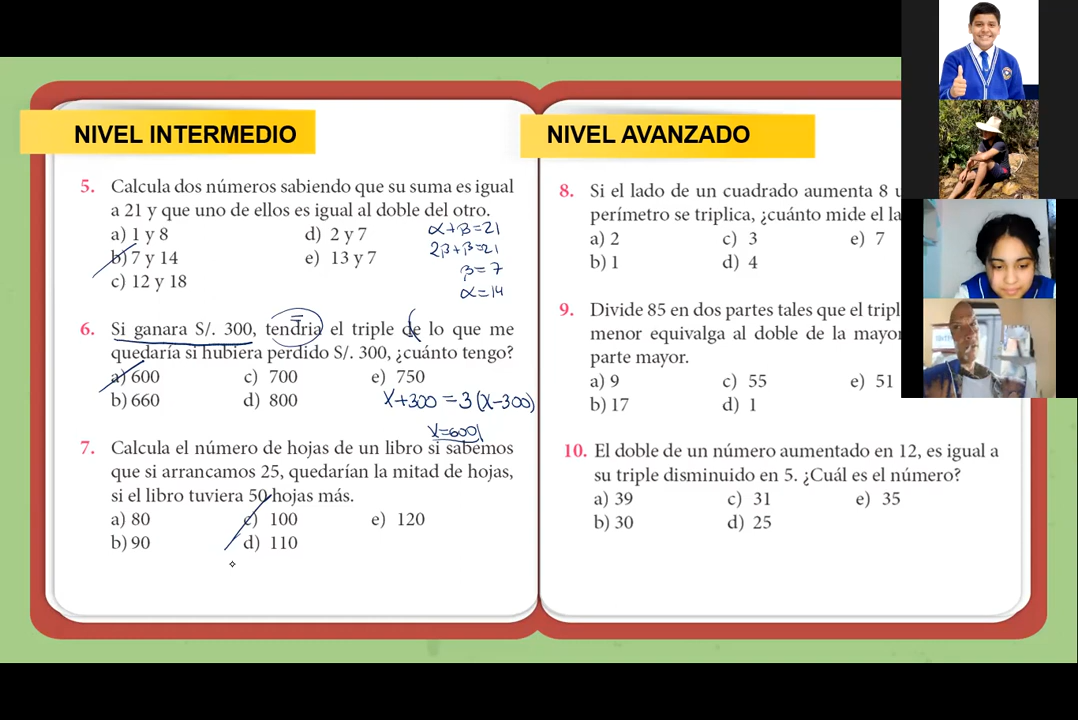 NIVEL INTERMEDIO
5. Calcula dos números sabiendo que su suma es igual
a 21 y que uno de ellos es igual al doble del otro.
a) 1 y 8 d) 2 y 7
b) 7 y 14 e) 13 y 7
c) 12 y 18
α+β=21
2β+β=21
β=7
α=14
6. Si ganara S/. 300, tendria el triple de lo que me
quedaría si hubiera perdido S/. 300, ¿cuánto tengo?
a) 600 c) 700 e) 750
b) 660 d) 800
x+300=3(x-300)
x=600
7. Calcula el número de hojas de un libro si sabemos
que si arrancamos 25, quedarían la mitad de hojas,
si el libro tuviera 50 hojas más.
a) 80 c) 100 e) 120
b) 90 d) 110
NIVEL AVANZADO
8. Si el lado de un cuadrado aumenta 8 u
perímetro se triplica, ¿cuánto mide el la
a) 2 c) 3 e) 7
b) 1 d) 4
9. Divide 85 en dos partes tales que el tripl
menor equivalga al doble de la mayor
parte mayor.
a) 9 c) 55 e) 51
b) 17 d) 1
10. El doble de un número aumentado en 12, es igual a
su triple disminuido en 5. ¿Cuál es el número?
a) 39 c) 31 e) 35
b) 30 d) 25